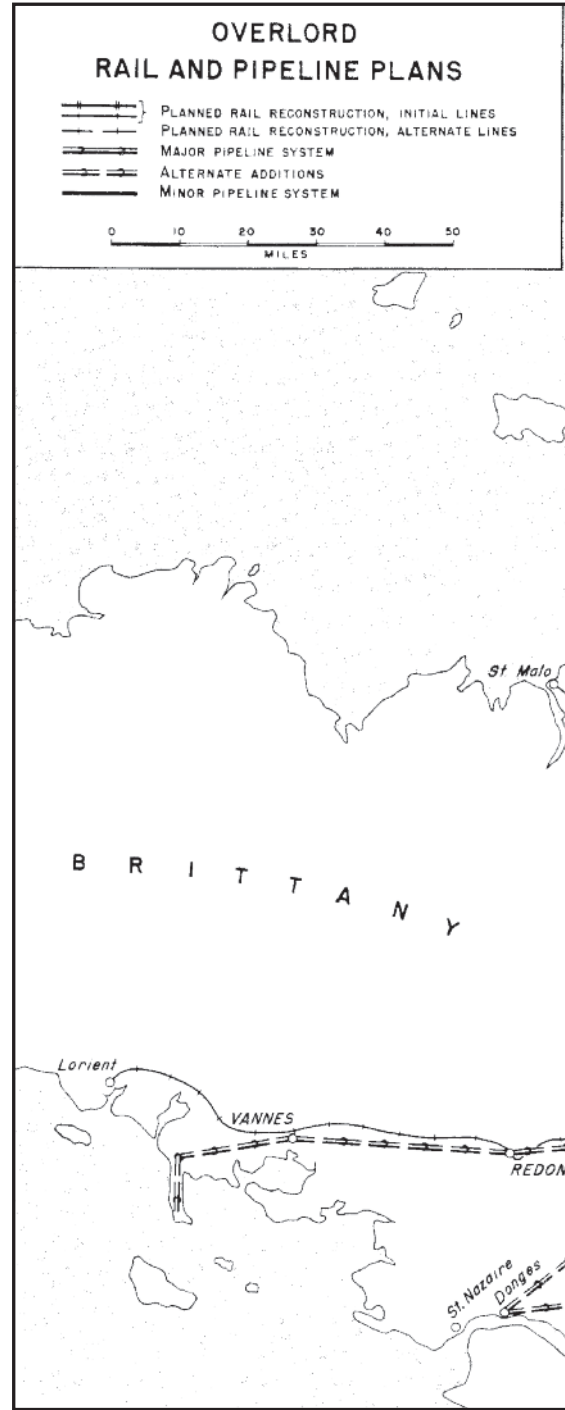 OVERLORD
RAIL AND PIPELINE PLANS
PLANNED RAIL RECONSTRUCTION, INITIAL LINES
PLANNED RAIL RECONSTRUCTION, ALTERNATE LINES
MAJOR PIPELINE SYSTEM
ALTERNATE ADDITIONS
MINOR PIPELINE SYSTEM
0 10 20 30 40 50
MILES
St. Malo
BRITTANY
Lorient
VANNES
REDON
St. Nazaire
Donges